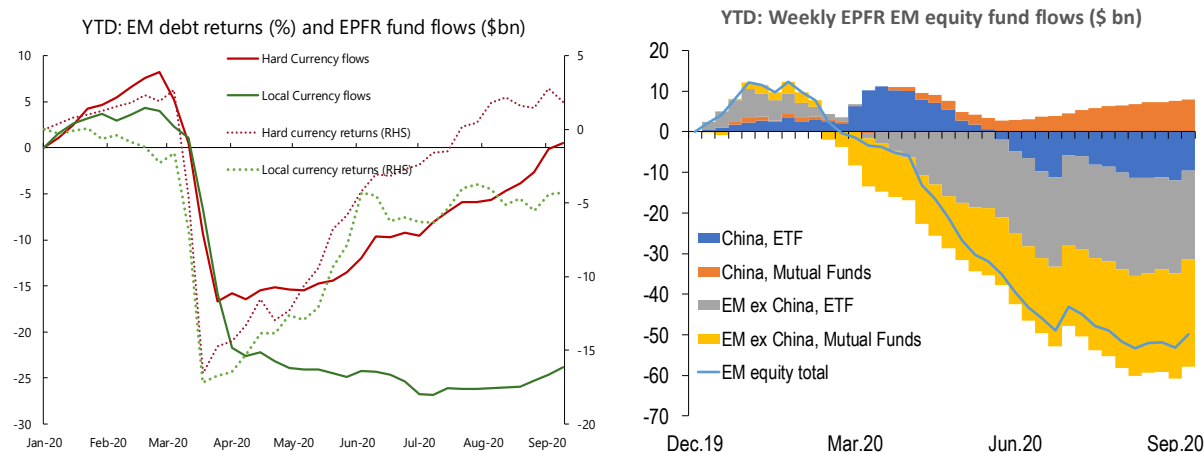 YTD: EM debt returns (%) and EPFR fund flows ($bn)
10
5
0
-5
-10
-15
-20
-25
-30
5
0
-5
-10
-15
-20
Hard Currency flows
Local Currency flows
Hard currency returns (RHS)
Local currency returns (RHS)
Jan-20 Feb-20 Mar-20 Apr-20 May-20 Jun-20 Jul-20 Aug-20 Sep-20
YTD: Weekly EPFR EM equity fund flows ($ bn)
20
10
0
-10
-20
-30
-40
-50
-60
-70
China, ETF
China, Mutual Funds
EM ex China, ETF
EM ex China, Mutual Funds
EM equity total
Dec.19 Mar.20 Jun.20 Sep.20